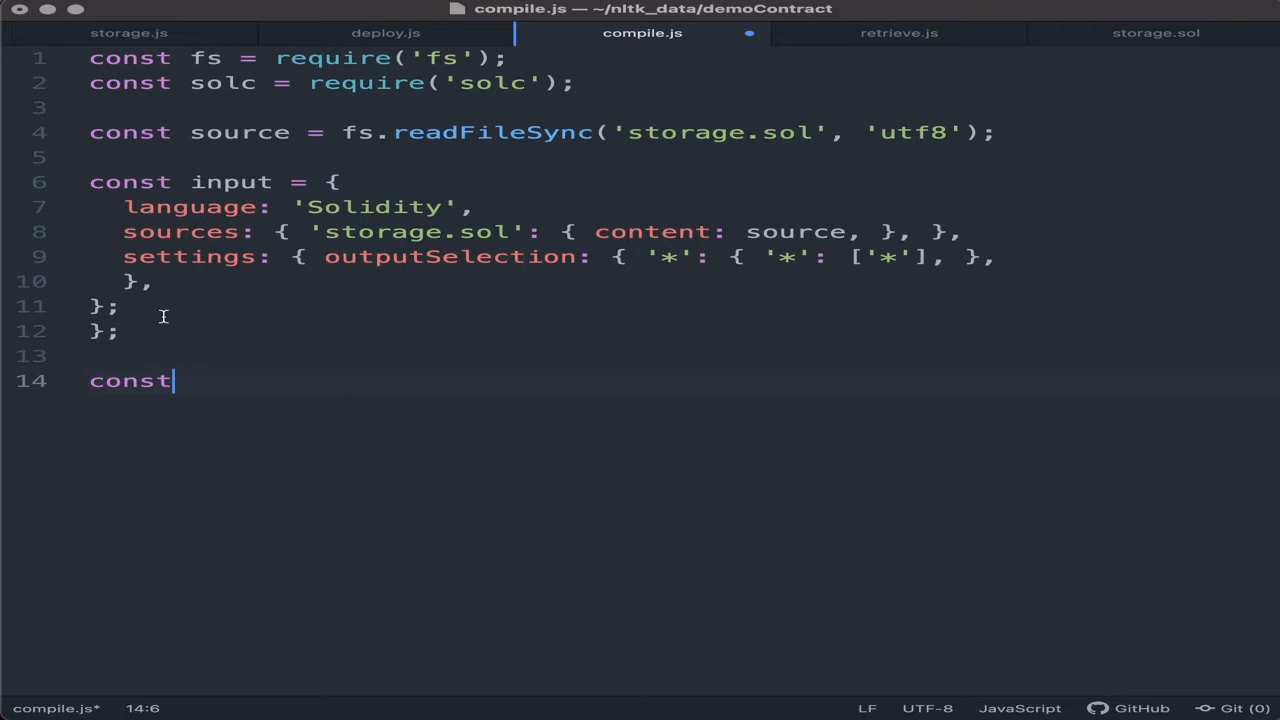 compile.js — ~/nltk_data/demoContract
storage.js deploy.js compile.js retrieve.js storage.sol
1 const fs = require('fs');
2 const solc = require('solc');
3
4 const source = fs.readFileSync('storage.sol', 'utf8');
5
6 const input = {
7 language: 'Solidity',
8 sources: { 'storage.sol': { content: source, }, },
9 settings: { outputSelection: { '*': { '*': ['*'], },
10 },
11 };
12 };
13
14 const
compile.js* 14:6 LF UTF-8 JavaScript GitHub Git (0)